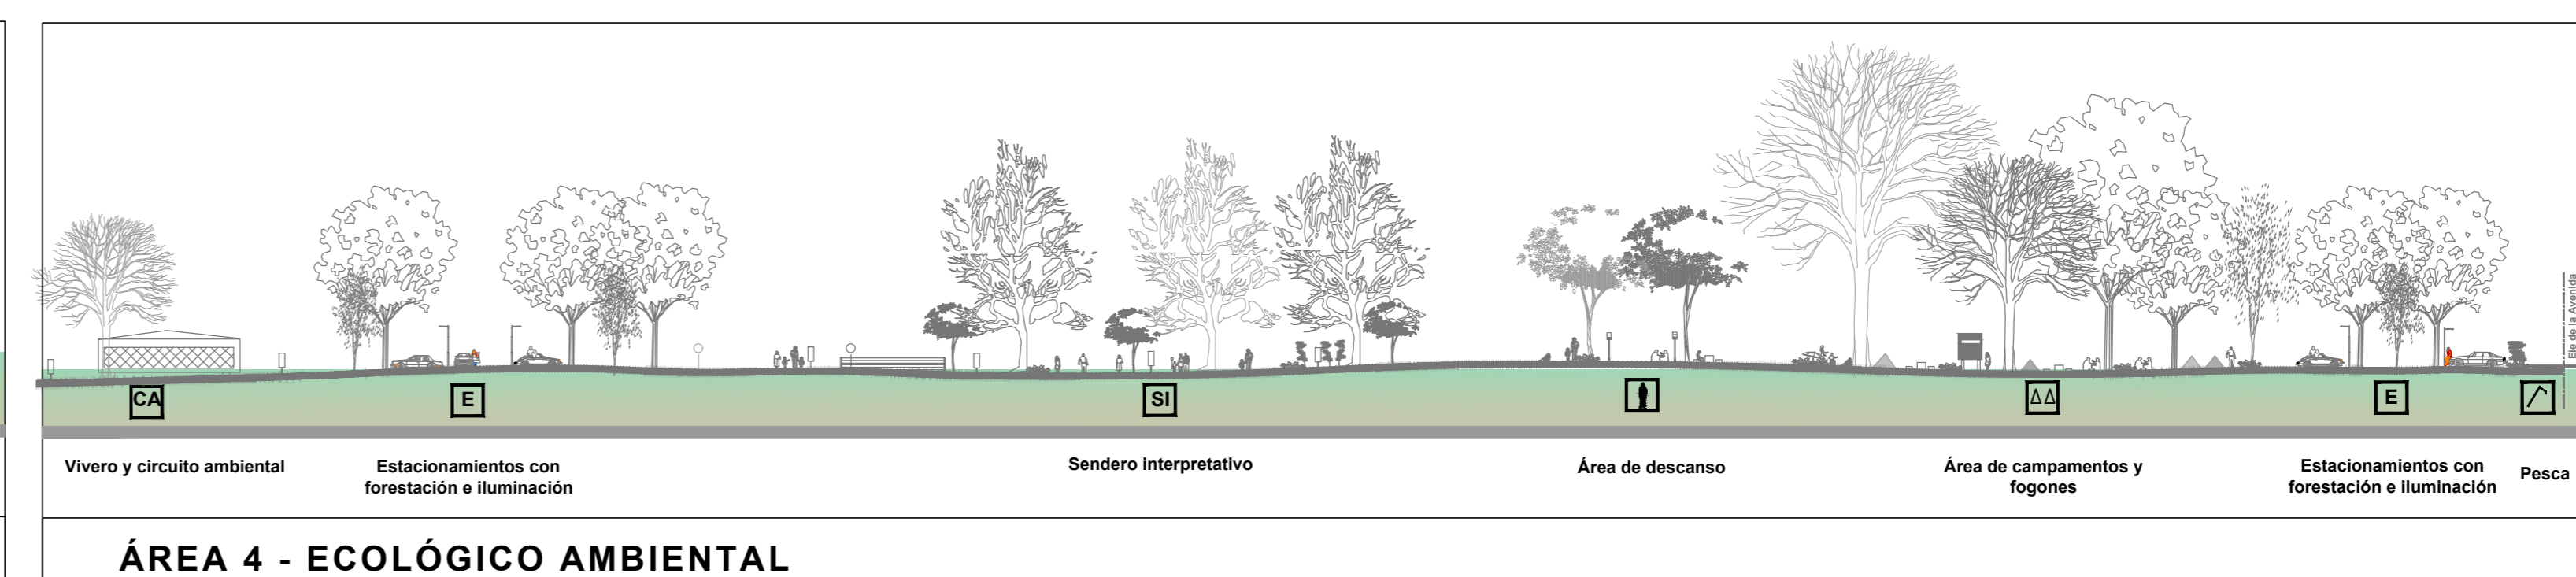 Eje de la Avenida
CA
E
SI
E
Vivero y circuito ambiental
Estacionamientos con
forestación e iluminación
Sendero interpretativo
Área de descanso
Área de campamentos y
fogones
Estacionamientos con
forestación e iluminación
Pesca
ÁREA 4 - ECOLÓGICO AMBIENTAL